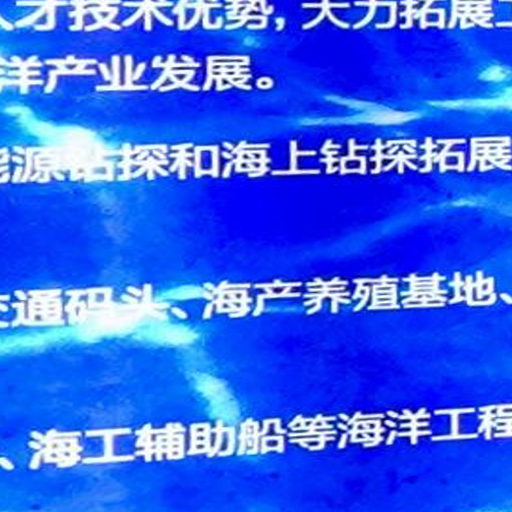 人才技术优势，大力拓展
洋产业发展。
能源钻探和海上钻探拓展
交通码头、海产养殖基地、
、海工辅助船等海洋工程